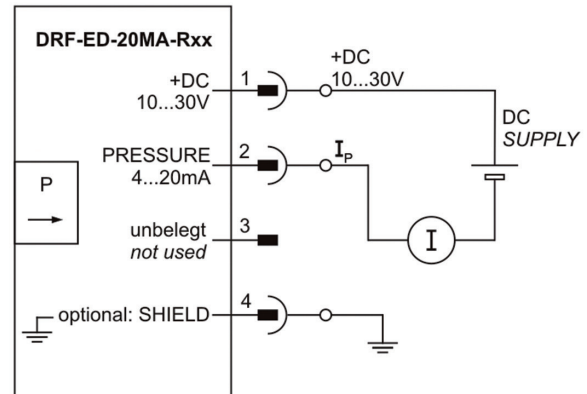 DRF-ED-20MA-Rxx
+DC
10...30V
1
+DC
10...30V
DC
SUPPLY
PRESSURE
4...20mA
2
I_P
P
unbelegt
not used
3
I
optional: SHIELD
4